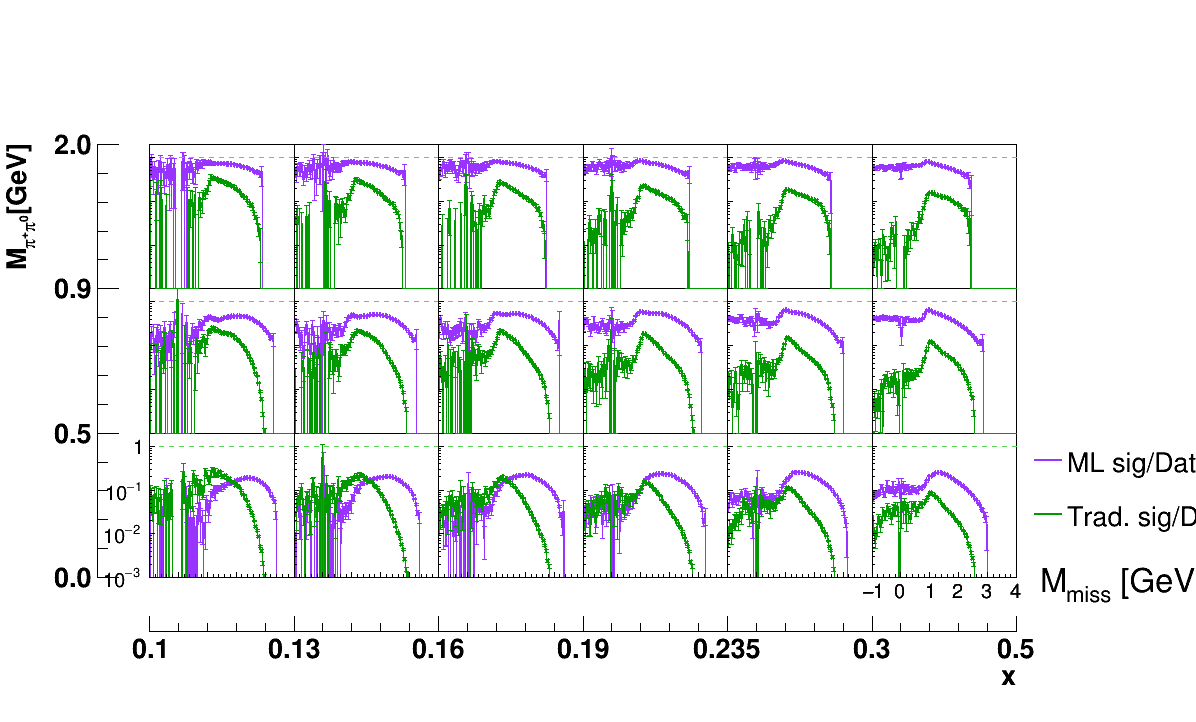 2.0
M π⁺π⁰ [GeV]
0.9
0.5
1
10⁻¹
10⁻²
10⁻³
0.0
ML sig/Dat
Trad. sig/D
−1 0 1 2 3 4
M miss [GeV
0.1 0.13 0.16 0.19 0.235 0.3 0.5
x